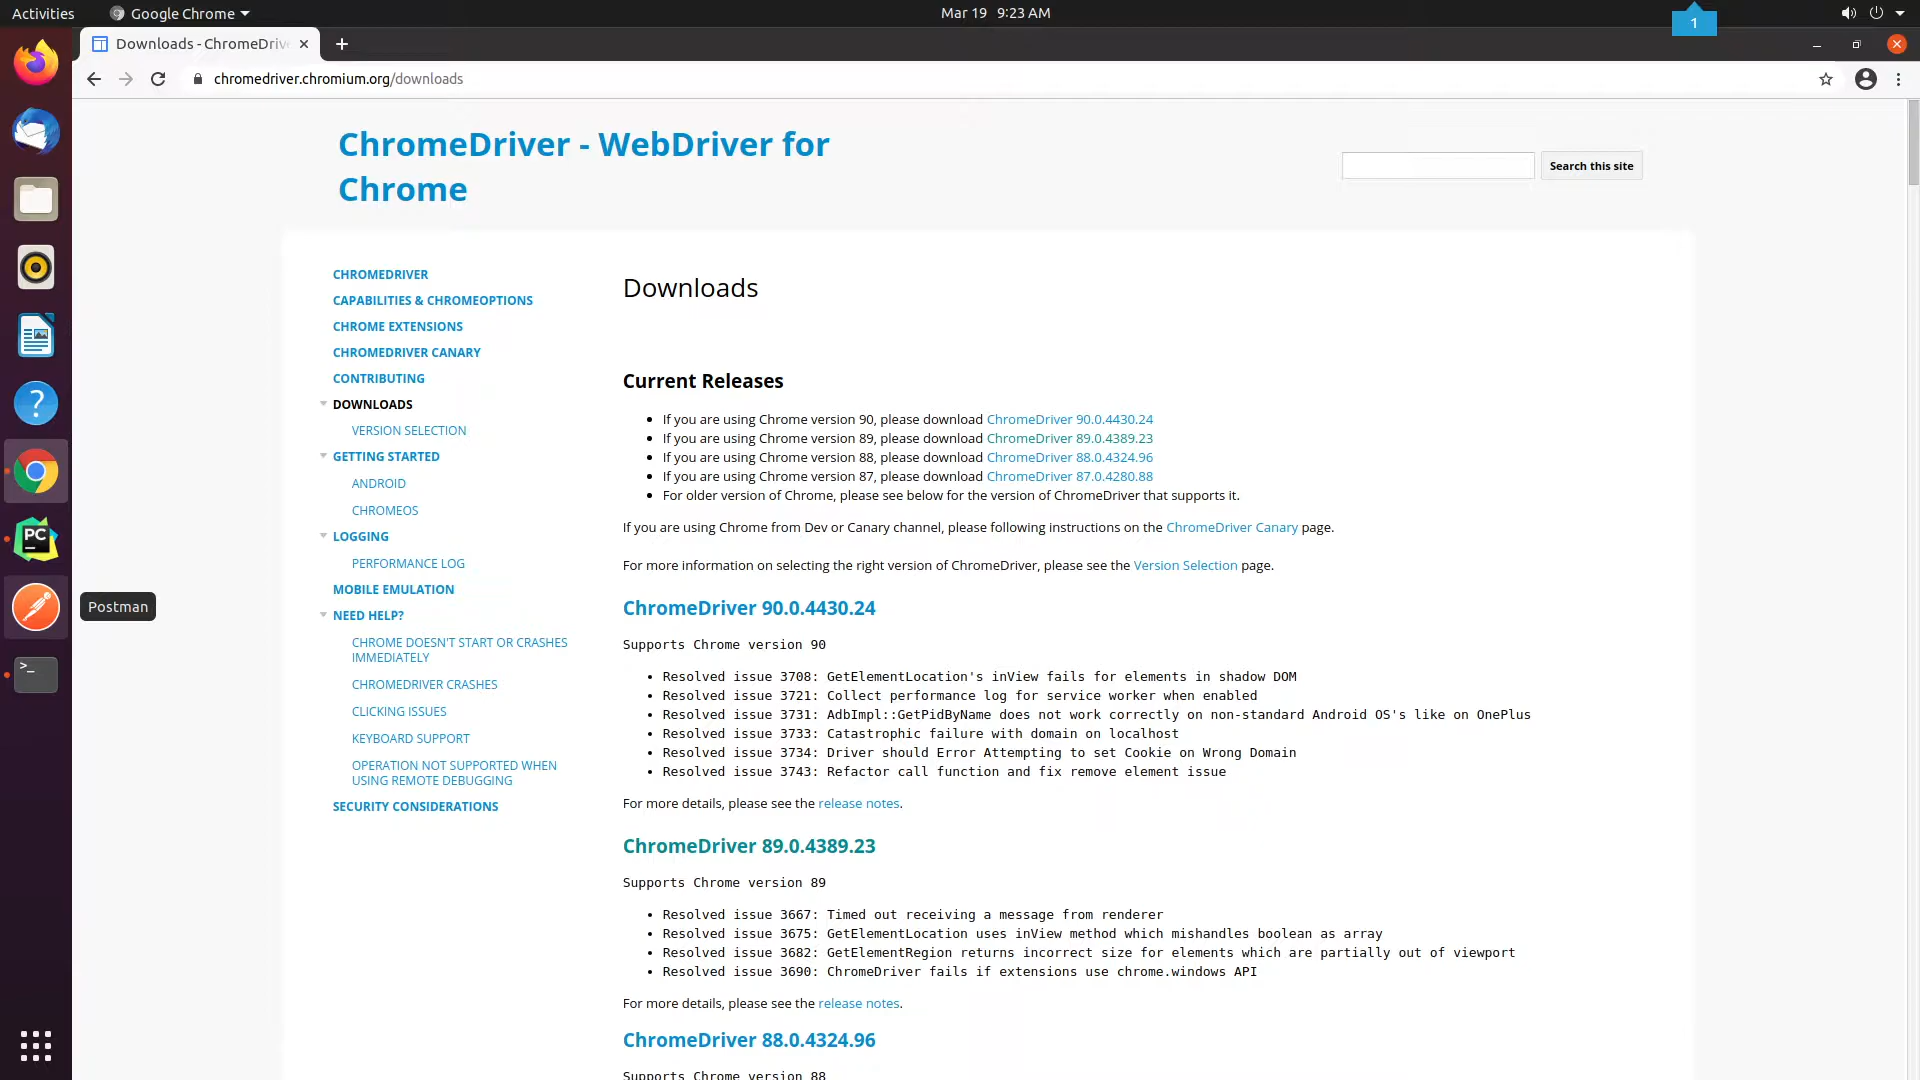 Activities
Google Chrome
Mar 19 9:23 AM
1
Downloads - ChromeDriv
chromedriver.chromium.org/downloads
ChromeDriver - WebDriver for
Chrome
Search this site
CHROMEDRIVER
CAPABILITIES & CHROMEOPTIONS
CHROME EXTENSIONS
CHROMEDRIVER CANARY
CONTRIBUTING
DOWNLOADS
VERSION SELECTION
GETTING STARTED
ANDROID
CHROMEOS
LOGGING
PERFORMANCE LOG
MOBILE EMULATION
NEED HELP?
CHROME DOESN'T START OR CRASHES
IMMEDIATELY
CHROMEDRIVER CRASHES
CLICKING ISSUES
KEYBOARD SUPPORT
OPERATION NOT SUPPORTED WHEN
USING REMOTE DEBUGGING
SECURITY CONSIDERATIONS
PC
Postman
Downloads
Current Releases
If you are using Chrome version 90, please download ChromeDriver 90.0.4430.24
If you are using Chrome version 89, please download ChromeDriver 89.0.4389.23
If you are using Chrome version 88, please download ChromeDriver 88.0.4324.96
If you are using Chrome version 87, please download ChromeDriver 87.0.4280.88
For older version of Chrome, please see below for the version of ChromeDriver that supports it.
If you are using Chrome from Dev or Canary channel, please following instructions on the ChromeDriver Canary page.
For more information on selecting the right version of ChromeDriver, please see the Version Selection page.
ChromeDriver 90.0.4430.24
Supports Chrome version 90
Resolved issue 3708: GetElementLocation's inView fails for elements in shadow DOM
Resolved issue 3721: Collect performance log for service worker when enabled
Resolved issue 3731: AdbImpl::GetPidByName does not work correctly on non-standard Android OS's like on OnePlus
Resolved issue 3733: Catastrophic failure with domain on localhost
Resolved issue 3734: Driver should Error Attempting to set Cookie on Wrong Domain
Resolved issue 3743: Refactor call function and fix remove element issue
For more details, please see the release notes.
ChromeDriver 89.0.4389.23
Supports Chrome version 89
Resolved issue 3667: Timed out receiving a message from renderer
Resolved issue 3675: GetElementLocation uses inView method which mishandles boolean as array
Resolved issue 3682: GetElementRegion returns incorrect size for elements which are partially out of viewport
Resolved issue 3690: ChromeDriver fails if extensions use chrome.windows API
For more details, please see the release notes.
ChromeDriver 88.0.4324.96
Supports Chrome version 88